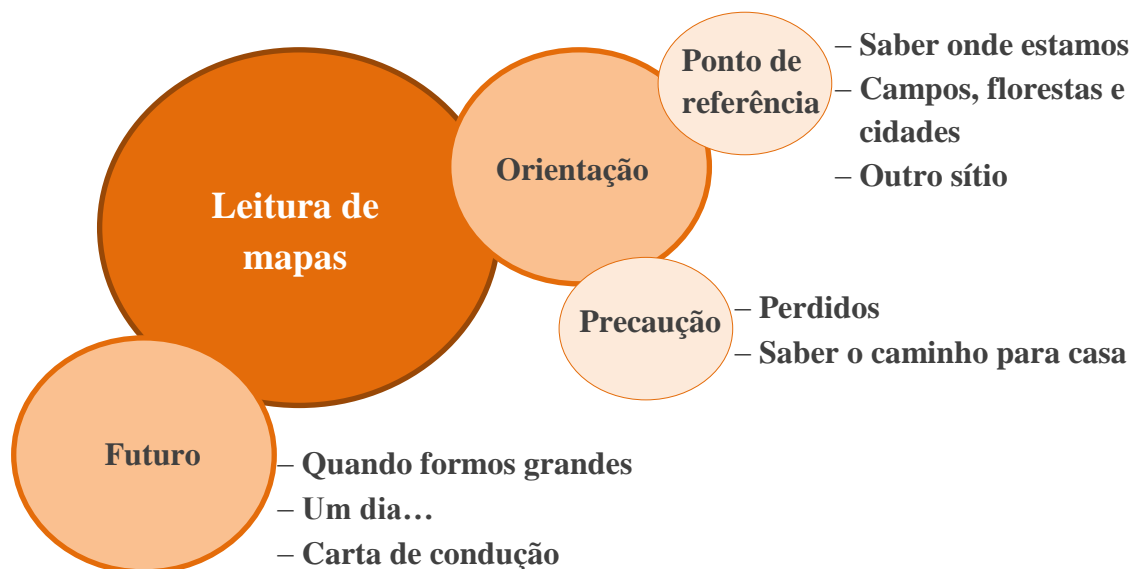 Leitura de
mapas
Orientação
Ponto de
referência
– Saber onde estamos
– Campos, florestas e
cidades
– Outro sítio
Precaução
– Perdidos
– Saber o caminho para casa
Futuro
– Quando formos grandes
– Um dia…
– Carta de condução